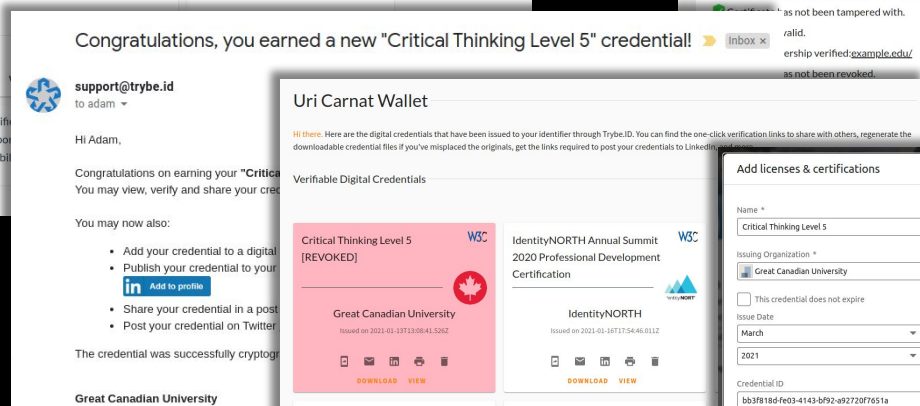 Certificate has not been tampered with.
valid.
ership verified:example.edu/
as not been revoked.
Congratulations, you earned a new "Critical Thinking Level 5" credential!
Inbox ×
support@trybe.id
to adam
Hi Adam,
Congratulations on earning your "Critica
You may view, verify and share your cred
You may now also:
• Add your credential to a digital
• Publish your credential to your
in Add to profile
• Share your credential in a post
• Post your credential on Twitter
The credential was successfully cryptogr
Great Canadian University
Uri Carnat Wallet
Hi there. Here are the digital credentials that have been issued to your identifier through Trybe.ID. You can find the one-click verification links to share with others, regenerate the
downloadable credential files if you've misplaced the originals, get the links required to post your credentials to LinkedIn, and more.
Verifiable Digital Credentials
Critical Thinking Level 5
[REVOKED]
W3C
Great Canadian University
Issued on 2021-01-13T13:08:41.526Z
DOWNLOAD VIEW
IdentityNORTH Annual Summit
2020 Professional Development
Certification
W3C
IdentityNORTH
IdentityNORTH
Issued on 2021-01-16T17:54:46.011Z
DOWNLOAD VIEW
Add licenses & certifications
Name *
Critical Thinking Level 5
Issuing Organization *
Great Canadian University
This credential does not expire
Issue Date
March
2021
Credential ID
bb3f818d-fe03-4143-bf92-a92720f7651a